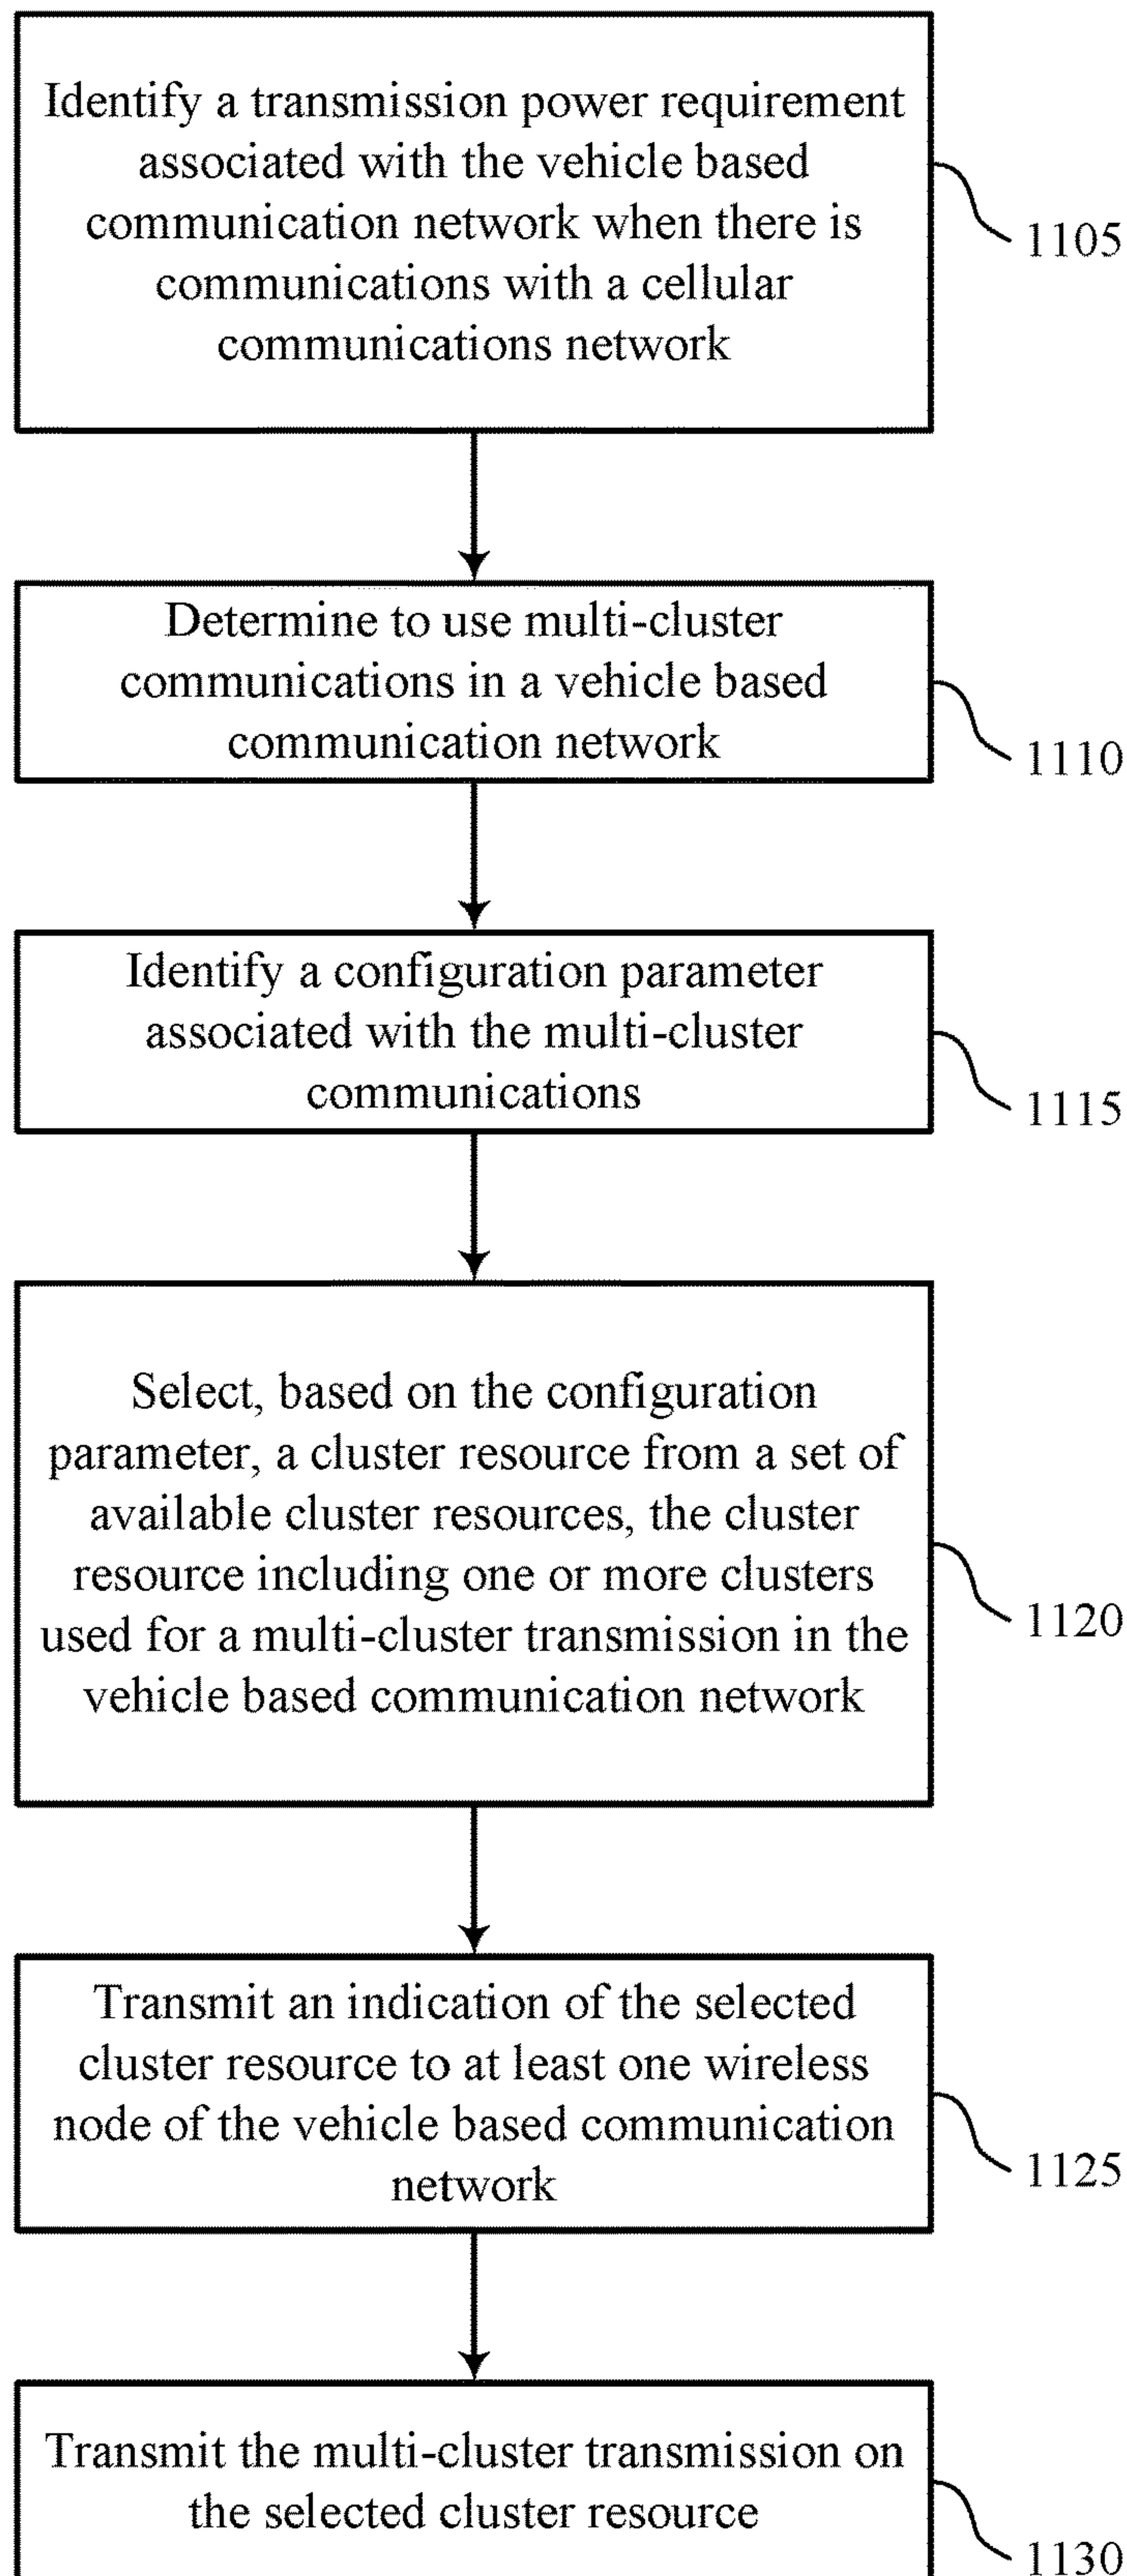 Identify a transmission power requirement
associated with the vehicle based
communication network when there is
communications with a cellular
communications network
1105
Determine to use multi-cluster
communications in a vehicle based
communication network
1110
Identify a configuration parameter
associated with the multi-cluster
communications
1115
Select, based on the configuration
parameter, a cluster resource from a set of
available cluster resources, the cluster
resource including one or more clusters
used for a multi-cluster transmission in the
vehicle based communication network
1120
Transmit an indication of the selected
cluster resource to at least one wireless
node of the vehicle based communication
network
1125
Transmit the multi-cluster transmission on
the selected cluster resource
1130